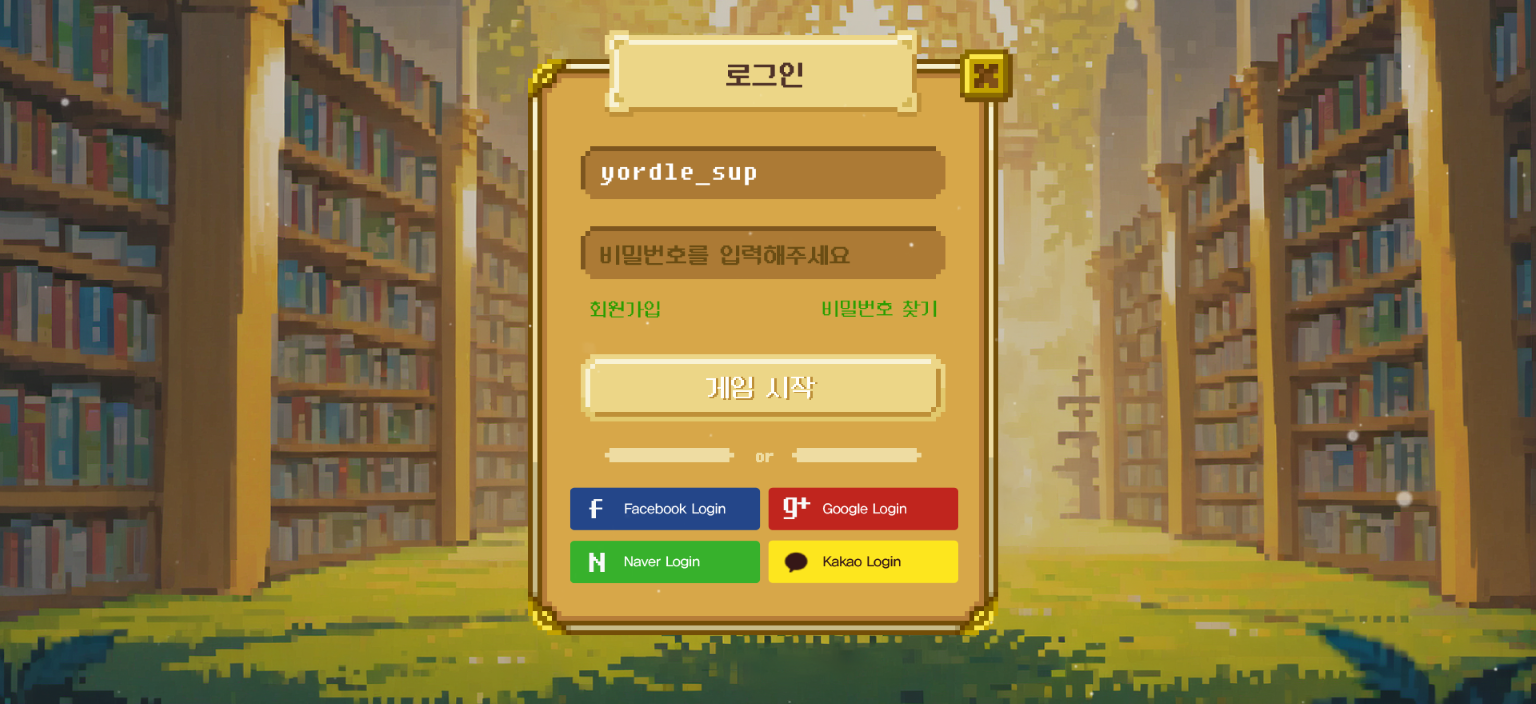 로그인
yordle_sup
비밀번호를 입력해주세요
회원가입 비밀번호 찾기
게임 시작
or
f Facebook Login g+ Google Login
N Naver Login Kakao Login